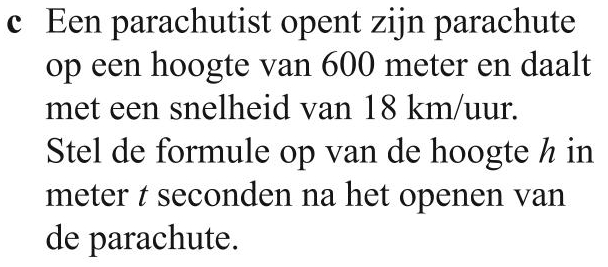 c Een parachutist opent zijn parachute
op een hoogte van 600 meter en daalt
met een snelheid van 18 km/uur.
Stel de formule op van de hoogte h in
meter t seconden na het openen van
de parachute.